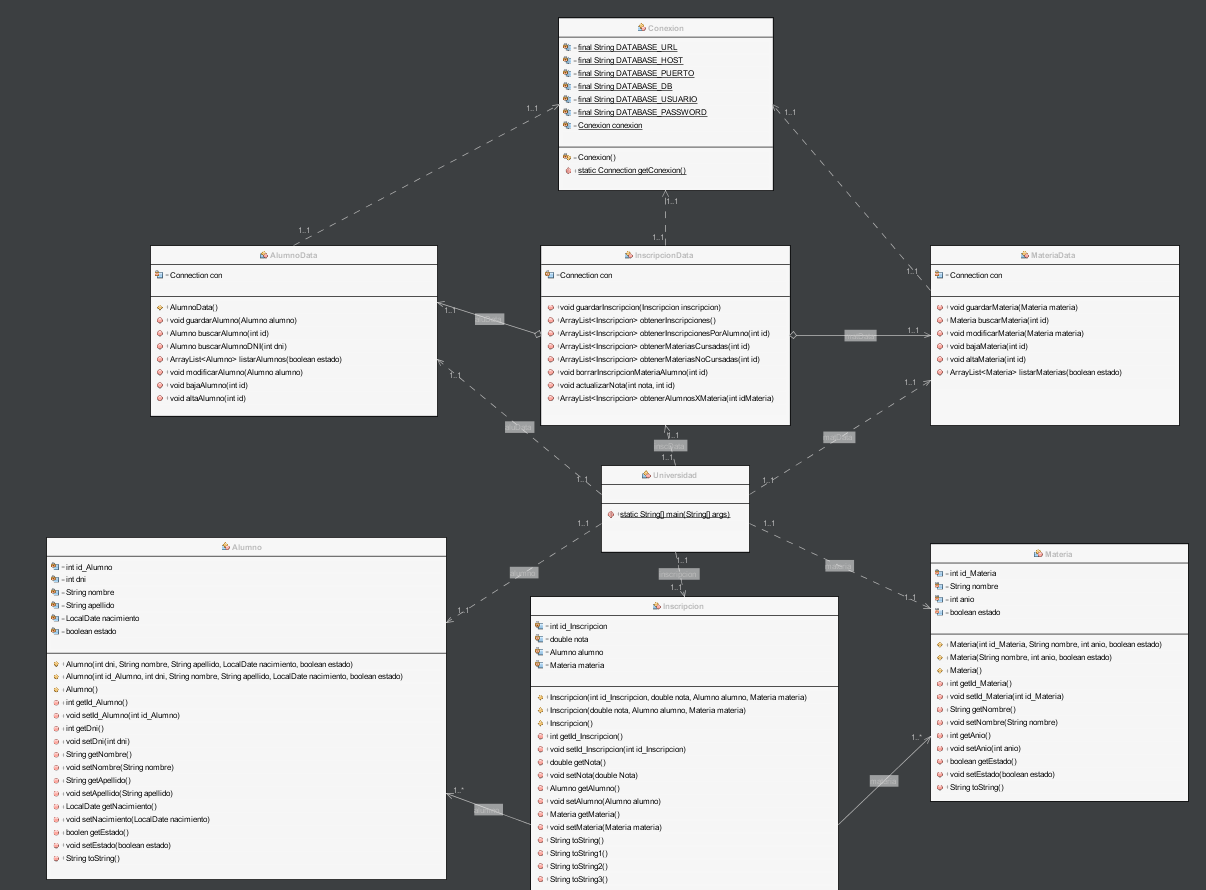 Conexion
- final String DATABASE_URL
- final String DATABASE_HOST
- final String DATABASE_PUERTO
- final String DATABASE_DB
- final String DATABASE_USUARIO
- final String DATABASE_PASSWORD
- Conexion conexion
- Conexion()
static Connection getConexion()
1..1
1..1
1..1
1..1
1..1
1..1
AlumnoData
- Connection con
AlumnoData()
void guardarAlumno(Alumno alumno)
Alumno buscarAlumno(int id)
Alumno buscarAlumnoDNI(int dni)
ArrayList<Alumno> listarAlumnos(boolean estado)
void modificarAlumno(Alumno alumno)
void bajaAlumno(int id)
void altaAlumno(int id)
InscripcionData
- Connection con
void guardarInscripcion(Inscripcion inscripcion)
ArrayList<Inscripcion> obtenerInscripciones()
ArrayList<Inscripcion> obtenerInscripcionesPorAlumno(int id)
ArrayList<Inscripcion> obtenerMateriasCursadas(int id)
ArrayList<Inscripcion> obtenerMateriasNoCursadas(int id)
void borrarInscripcionMateriaAlumno(int id)
void actualizarNota(int nota, int id)
ArrayList<Inscripcion> obtenerAlumnosXMateria(int idMateria)
MateriaData
- Connection con
void guardarMateria(Materia materia)
Materia buscarMateria(int id)
void modificarMateria(Materia materia)
void bajaMateria(int id)
void altaMateria(int id)
ArrayList<Materia> listarMaterias(boolean estado)
1..1
1..1
1..1
1..1
1..1
1..1
1..1
1..1
Universidad
static String[] main(String[] args)
1..1
1..1
1..1
1..1
1..1
1..1
Alumno
- int id_Alumno
- int dni
- String nombre
- String apellido
- LocalDate nacimiento
- boolean estado
Alumno(int dni, String nombre, String apellido, LocalDate nacimiento, boolean estado)
Alumno(int id_Alumno, int dni, String nombre, String apellido, LocalDate nacimiento, boolean estado)
Alumno()
int getId_Alumno()
void setId_Alumno(int id_Alumno)
int getDni()
void setDni(int dni)
String getNombre()
void setNombre(String nombre)
String getApellido()
void setApellido(String apellido)
LocalDate getNacimiento()
void setNacimiento(LocalDate nacimiento)
boolen getEstado()
void setEstado(boolean estado)
String toString()
Inscripcion
- int id_Inscripcion
- double nota
- Alumno alumno
- Materia materia
Inscripcion(int id_Inscripcion, double nota, Alumno alumno, Materia materia)
Inscripcion(double nota, Alumno alumno, Materia materia)
Inscripcion()
int getId_Inscripcion()
void setId_Inscripcion(int id_Inscripcion)
double getNota()
void setNota(double Nota)
Alumno getAlumno()
void setAlumno(Alumno alumno)
Materia getMateria()
void setMateria(Materia materia)
String toString()
String toString1()
String toString2()
String toString3()
Materia
- int id_Materia
- String nombre
- int anio
- boolean estado
Materia(int id_Materia, String nombre, int anio, boolean estado)
Materia(String nombre, int anio, boolean estado)
Materia()
int getId_Materia()
void setId_Materia(int id_Materia)
String getNombre()
void setNombre(String nombre)
int getAnio()
void setAnio(int anio)
boolean getEstado()
void setEstado(boolean estado)
String toString()
1..*
1..*